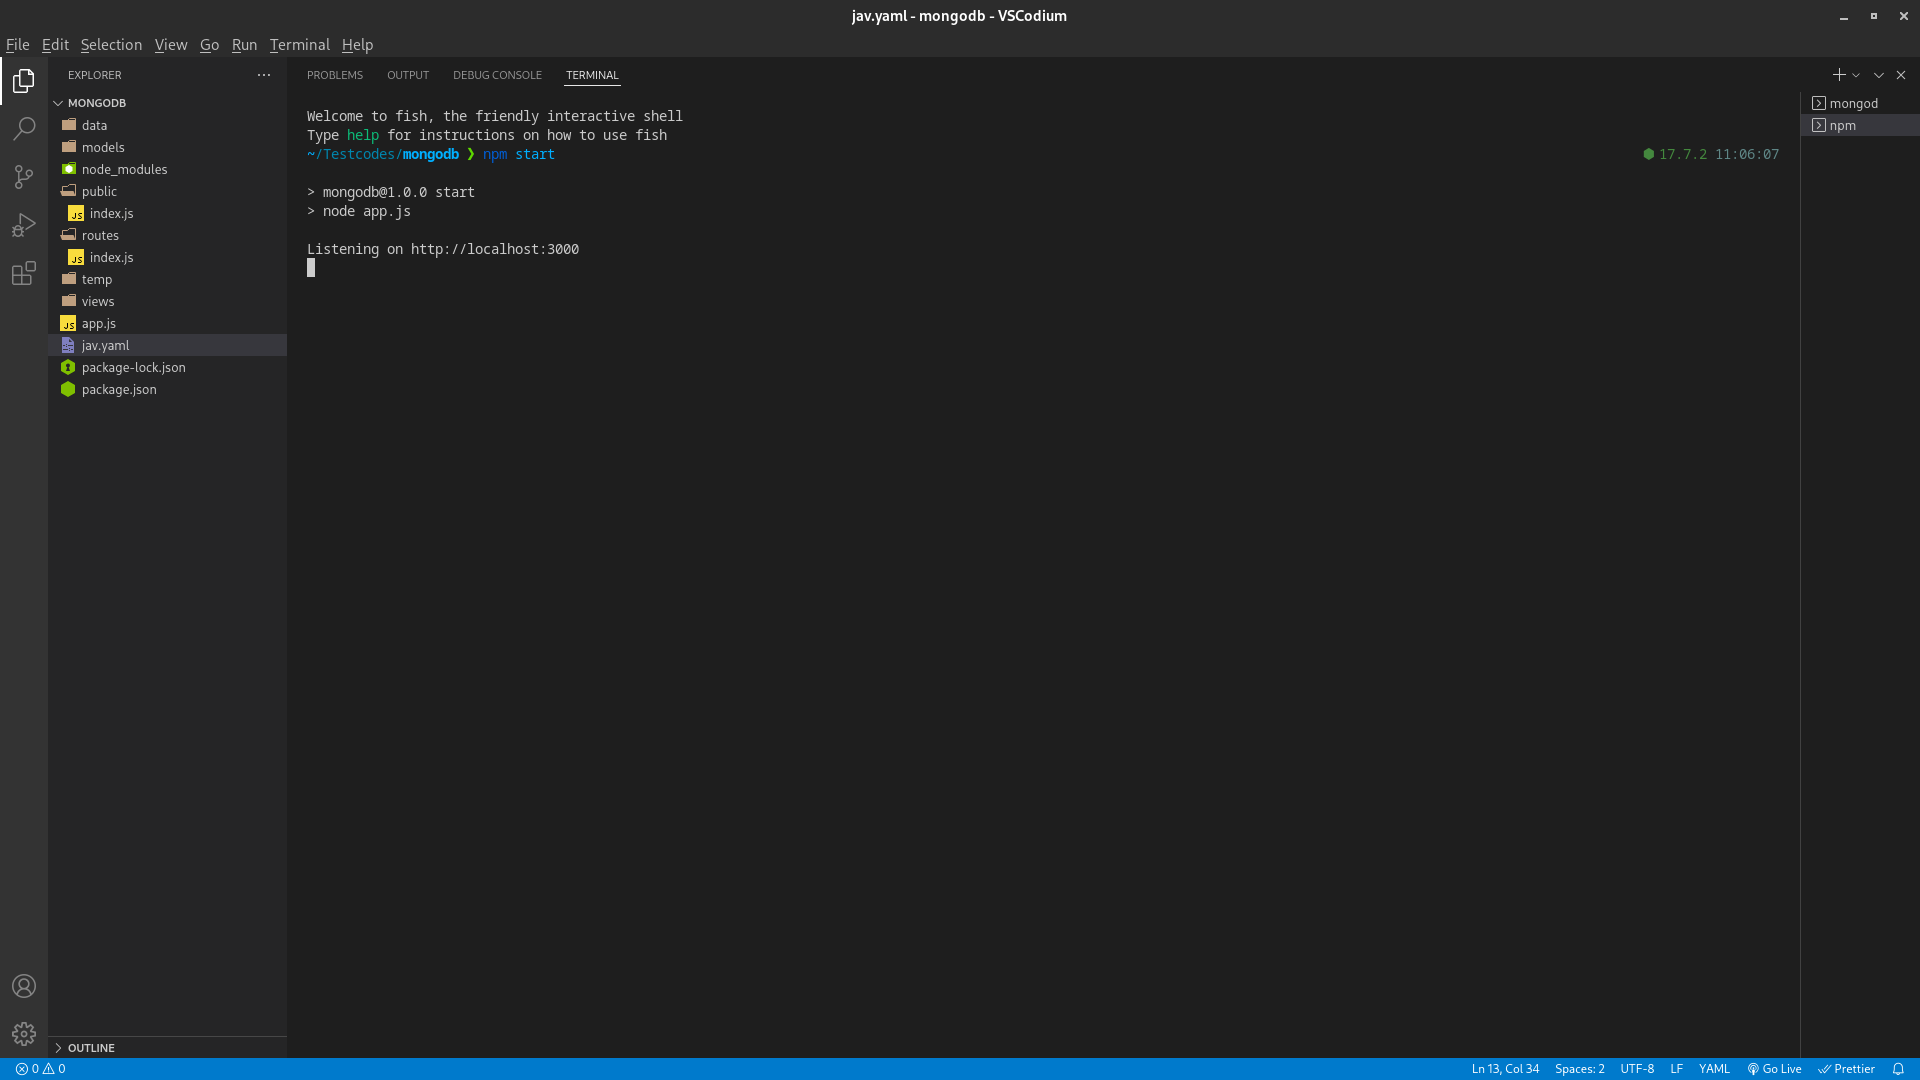 jav.yaml - mongodb - VSCodium
File Edit Selection View Go Run Terminal Help
EXPLORER
MONGODB
data
models
node_modules
public
JS index.js
routes
JS index.js
temp
views
JS app.js
jav.yaml
package-lock.json
package.json
OUTLINE
PROBLEMS OUTPUT DEBUG CONSOLE TERMINAL
Welcome to fish, the friendly interactive shell
Type help for instructions on how to use fish
~/Testcodes/mongodb ❯ npm start 17.7.2 11:06:07
> mongodb@1.0.0 start
> node app.js
Listening on http://localhost:3000
mongod
npm
0 0 Ln 13, Col 34 Spaces: 2 UTF-8 LF YAML Go Live Prettier